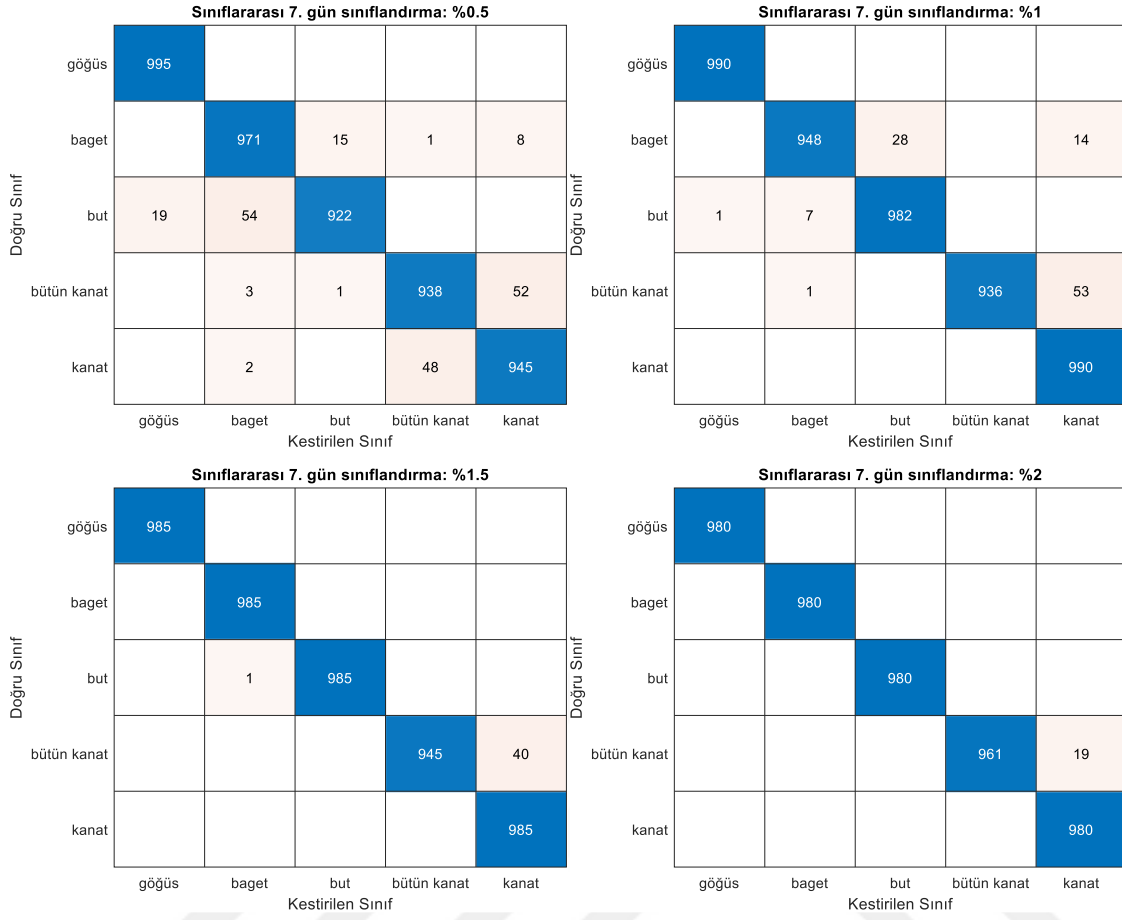 Sınıflararası 7. gün sınıflandırma: %0.5
göğüs 995
baget 971 15 1 8
but 19 54 922
bütün kanat 3 1 938 52
kanat 2 48 945
göğüs baget but bütün kanat kanat
Kestirilen Sınıf
Doğru Sınıf
Sınıflararası 7. gün sınıflandırma: %1
göğüs 990
baget 948 28 14
but 1 7 982
bütün kanat 1 936 53
kanat 990
göğüs baget but bütün kanat kanat
Kestirilen Sınıf
Doğru Sınıf
Sınıflararası 7. gün sınıflandırma: %1.5
göğüs 985
baget 985
but 1 985
bütün kanat 945 40
kanat 985
göğüs baget but bütün kanat kanat
Kestirilen Sınıf
Doğru Sınıf
Sınıflararası 7. gün sınıflandırma: %2
göğüs 980
baget 980
but 980
bütün kanat 961 19
kanat 980
göğüs baget but bütün kanat kanat
Kestirilen Sınıf
Doğru Sınıf